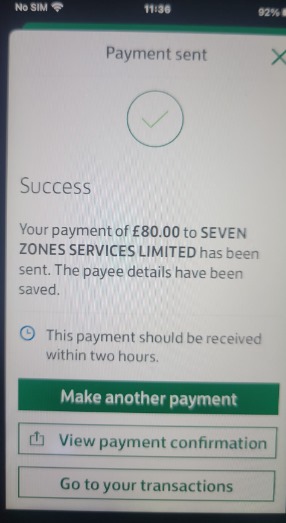 No SIM 11:36 92%
Payment sent
Success
Your payment of £80.00 to SEVEN
ZONES SERVICES LIMITED has been
sent. The payee details have been
saved.
This payment should be received
within two hours.
Make another payment
View payment confirmation
Go to your transactions